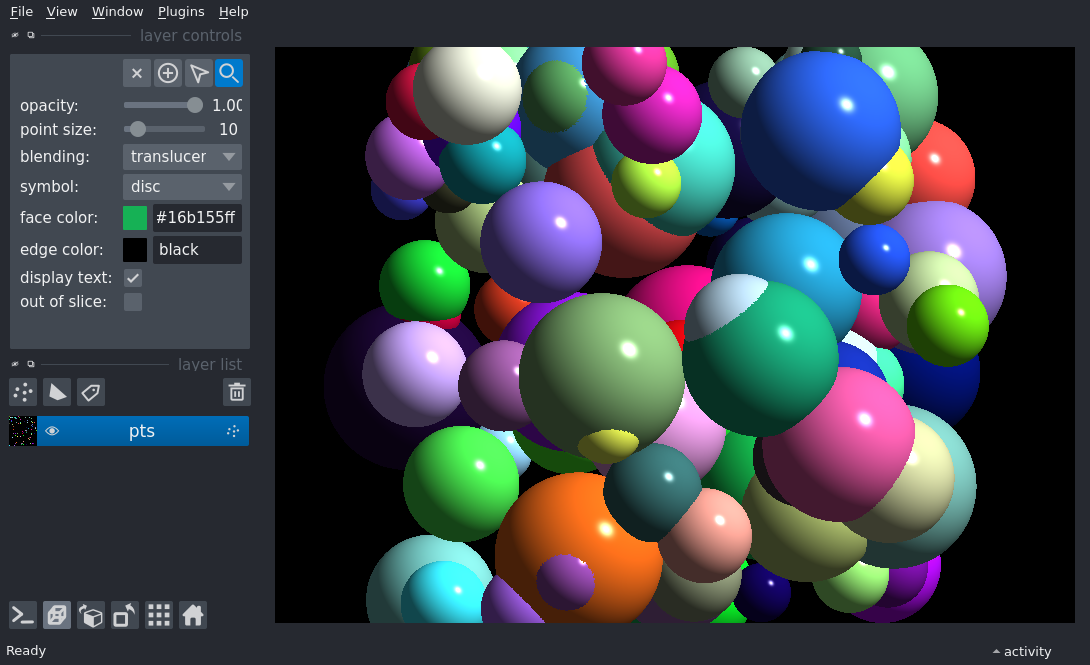 File View Window Plugins Help
layer controls
opacity: 1.00
point size: 10
blending: translucer
symbol: disc
face color: #16b155ff
edge color: black
display text:
out of slice:
layer list
pts
Ready
activity